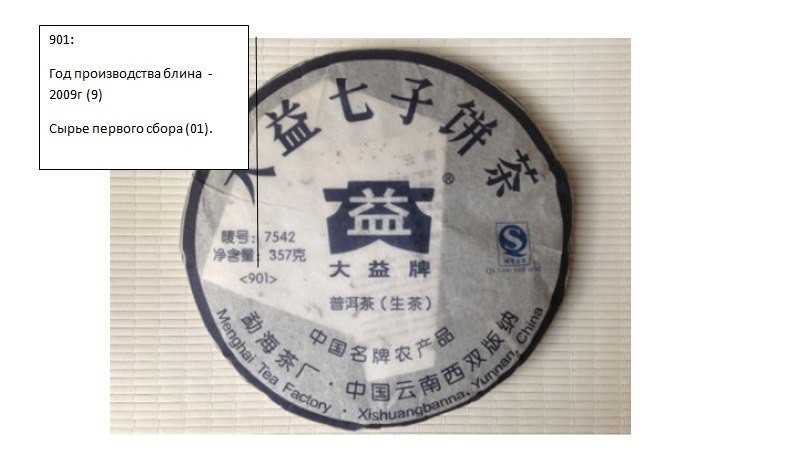 901:
Год производства блина -
2009г (9)
Сырье первого сбора (01).
大益七子饼茶
®
益
唛号: 7542
净含量: 357克
<901>
大益牌
普洱茶(生茶)
中国名牌农产品
勐海茶厂·中国云南西双版纳
Menghai Tea Factory · Xishuangbanna, Yunnan, China